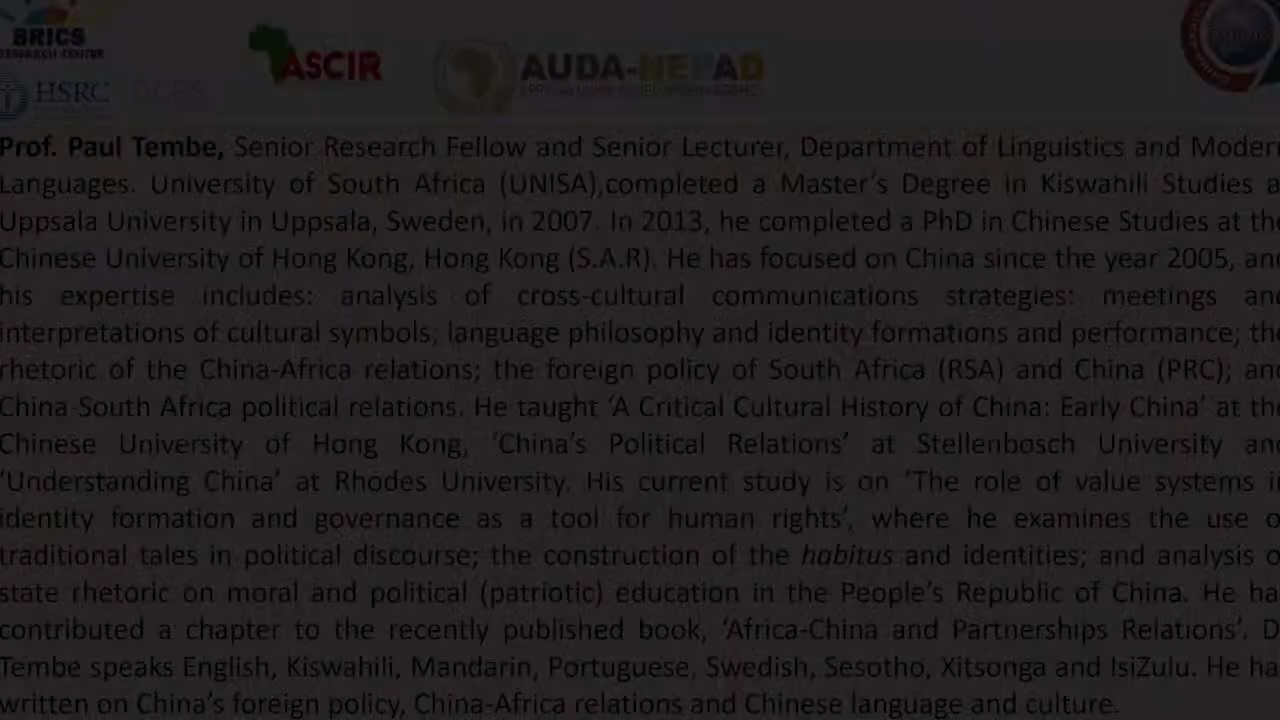 BRICS
RESEARCH CENTRE
HSRC
ASCIR
AUDA-NEPAD
Prof. Paul Tembe, Senior Research Fellow and Senior Lecturer, Department of Linguistics and Modern
Languages. University of South Africa (UNISA),completed a Master's Degree in Kiswahili Studies a
Uppsala University in Uppsala, Sweden, in 2007. In 2013, he completed a PhD in Chinese Studies at the
Chinese University of Hong Kong, Hong Kong (S.A.R). He has focused on China since the year 2005, and
his expertise includes: analysis of cross-cultural communications strategies: meetings and
interpretations of cultural symbols; language philosophy and identity formations and performance; the
rhetoric of the China-Africa relations; the foreign policy of South Africa (RSA) and China (PRC); and
China-South Africa political relations. He taught 'A Critical Cultural History of China: Early China' at the
Chinese University of Hong Kong, 'China's Political Relations' at Stellenbosch University and
'Understanding China' at Rhodes University. His current study is on 'The role of value systems in
identity formation and governance as a tool for human rights', where he examines the use o
traditional tales in political discourse; the construction of the habitus and identities; and analysis o
state rhetoric on moral and political (patriotic) education in the People's Republic of China. He ha
contributed a chapter to the recently published book, 'Africa-China and Partnerships Relations'. D
Tembe speaks English, Kiswahili, Mandarin, Portuguese, Swedish, Sesotho, Xitsonga and IsiZulu. He ha
written on China's foreign policy, China-Africa relations and Chinese language and culture.